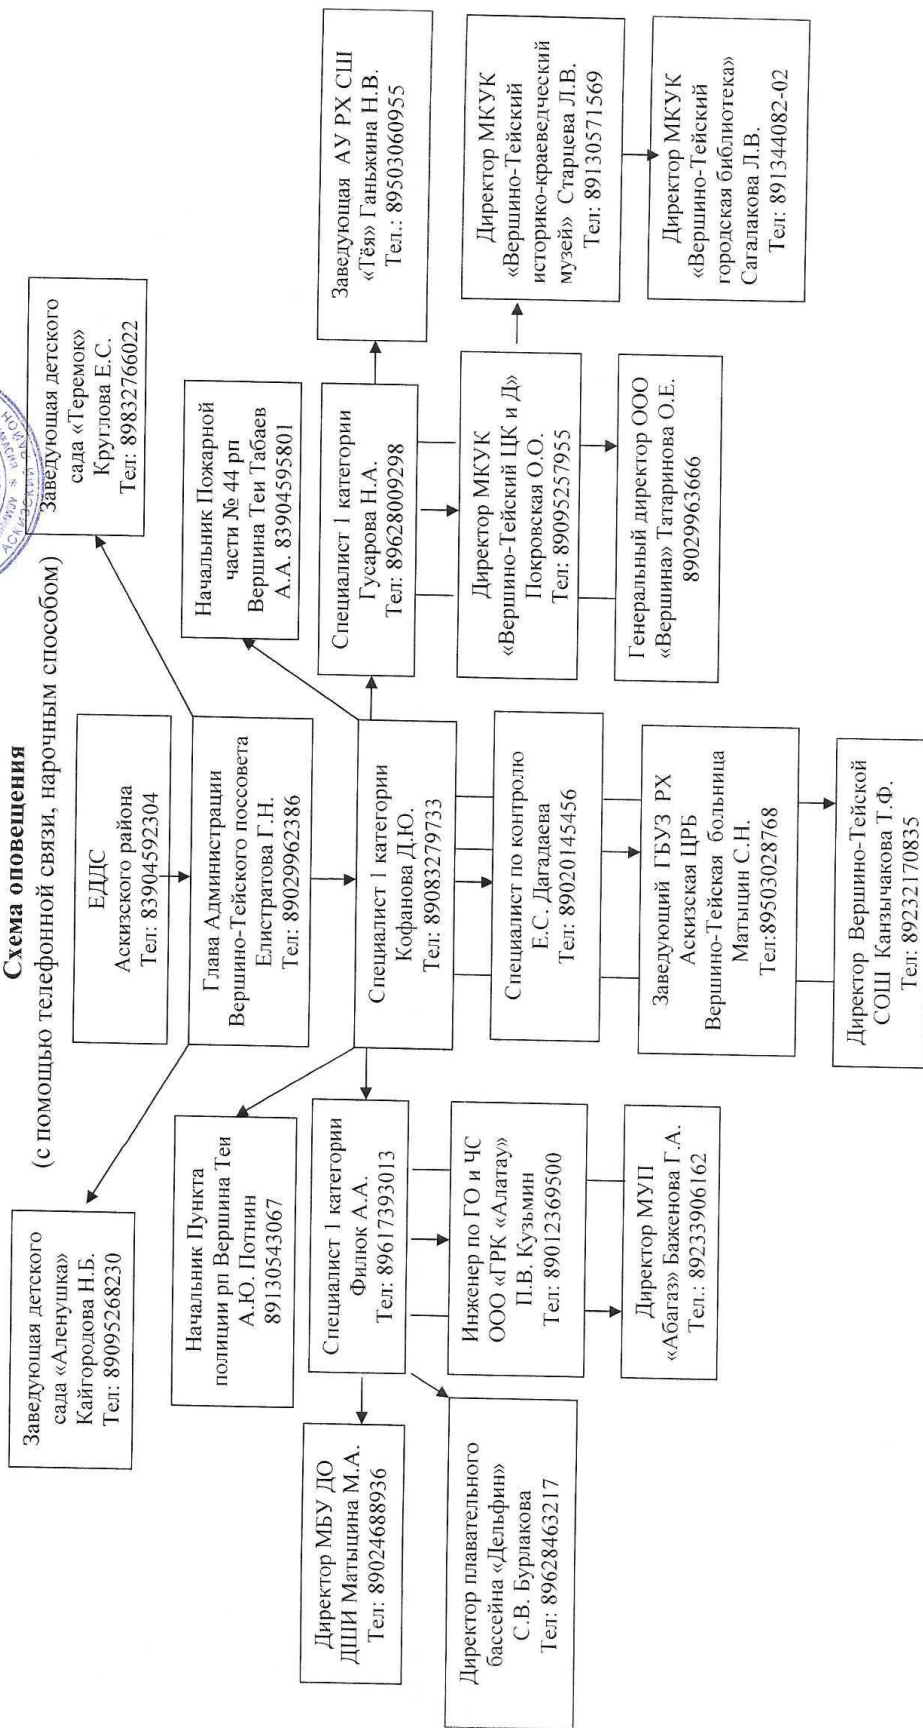 Схема оповещения
(с помощью телефонной связи, нарочным способом)
АСКИЗСКИЙ РАЙОН
ЕДДС
Аскизского района
Тел: 83904592304
Заведующая детского
сада «Аленушка»
Кайгородова Н.Б.
Тел: 89095268230
Глава Администрации
Вершино-Тейского поссовета
Елистратова Г.Н.
Тел: 89029962386
Заведующая детского
сада «Теремок»
Круглова Е.С.
Тел: 89832766022
Начальник Пункта
полиции рп Вершина Теи
А.Ю. Потнин
89130543067
Начальник Пожарной
части № 44 рп
Вершина Теи Табаев
А.А. 83904595801
Специалист 1 категории
Филюк А.А.
Тел: 89617393013
Специалист 1 категории
Кофанова Д.Ю.
Тел: 89083279733
Специалист 1 категории
Гусарова Н.А.
Тел: 89628009298
Заведующая АУ РХ СШ
«Тёя» Ганьжина Н.В.
Тел.: 89503060955
Директор МБУ ДО
ДШИ Матыцина М.А.
Тел: 89024688936
Инженер по ГО и ЧС
ООО «ГРК «Алатау»
П.В. Кузьмин
Тел: 89012369500
Специалист по контролю
Е.С. Дагадаева
Тел: 89020145456
Директор МКУК
«Вершино-Тейский ЦК и Д»
Покровская О.О.
Тел: 89095257955
Директор МКУК
«Вершино-Тейский
историко-краеведческий
музей» Старцева Л.В.
Тел: 89130571569
Директор плавательного
бассейна «Дельфин»
С.В. Бурлакова
Тел: 89628463217
Директор МУП
«Абагаз» Баженова Г.А.
Тел.: 89233906162
Заведующий ГБУЗ РХ
Аскизская ЦРБ
Вершино-Тейская больница
Матыцин С.Н.
Тел:89503028768
Генеральный директор ООО
«Вершина» Татаринова О.Е.
89029963666
Директор МКУК
«Вершино-Тейский
городская библиотека»
Сагалакова Л.В.
Тел: 891344082-02
Директор Вершино-Тейской
СОШ Канзычакова Т.Ф.
Тел: 89232170835